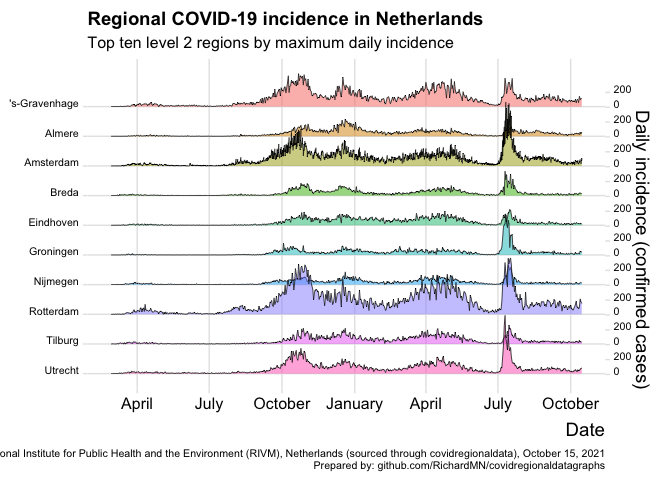 Regional COVID-19 incidence in Netherlands
Top ten level 2 regions by maximum daily incidence
's-Gravenhage
Almere
Amsterdam
Breda
Eindhoven
Groningen
Nijmegen
Rotterdam
Tilburg
Utrecht
200
0
200
0
200
0
200
0
200
0
200
0
200
0
200
0
200
0
200
0
Daily incidence (confirmed cases)
April July October January April July October
Date
Institute for Public Health and the Environment (RIVM), Netherlands (sourced through covidregionaldata), October 15, 2021
Prepared by: github.com/RichardMN/covidregionaldatagraphs